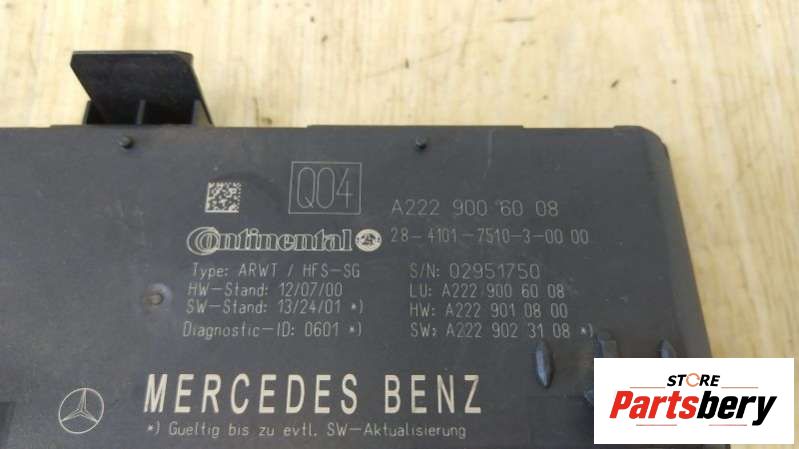 Q04
A222 900 60 08
Continental
28-4101-7510-3-00 00
Type: ARWT / HFS-SG
S/N: 02951750
HW-Stand: 12/07/00
LU: A222 900 60 08
SW-Stand: 13/24/01 *)
HW: A222 901 08 00
Diagnostic-ID: 0601 *)
SW: A222 902 31 08 *)
MERCEDES BENZ
*) Gueltig bis zu evtl. SW-Aktualisierung
STORE
Partsbery